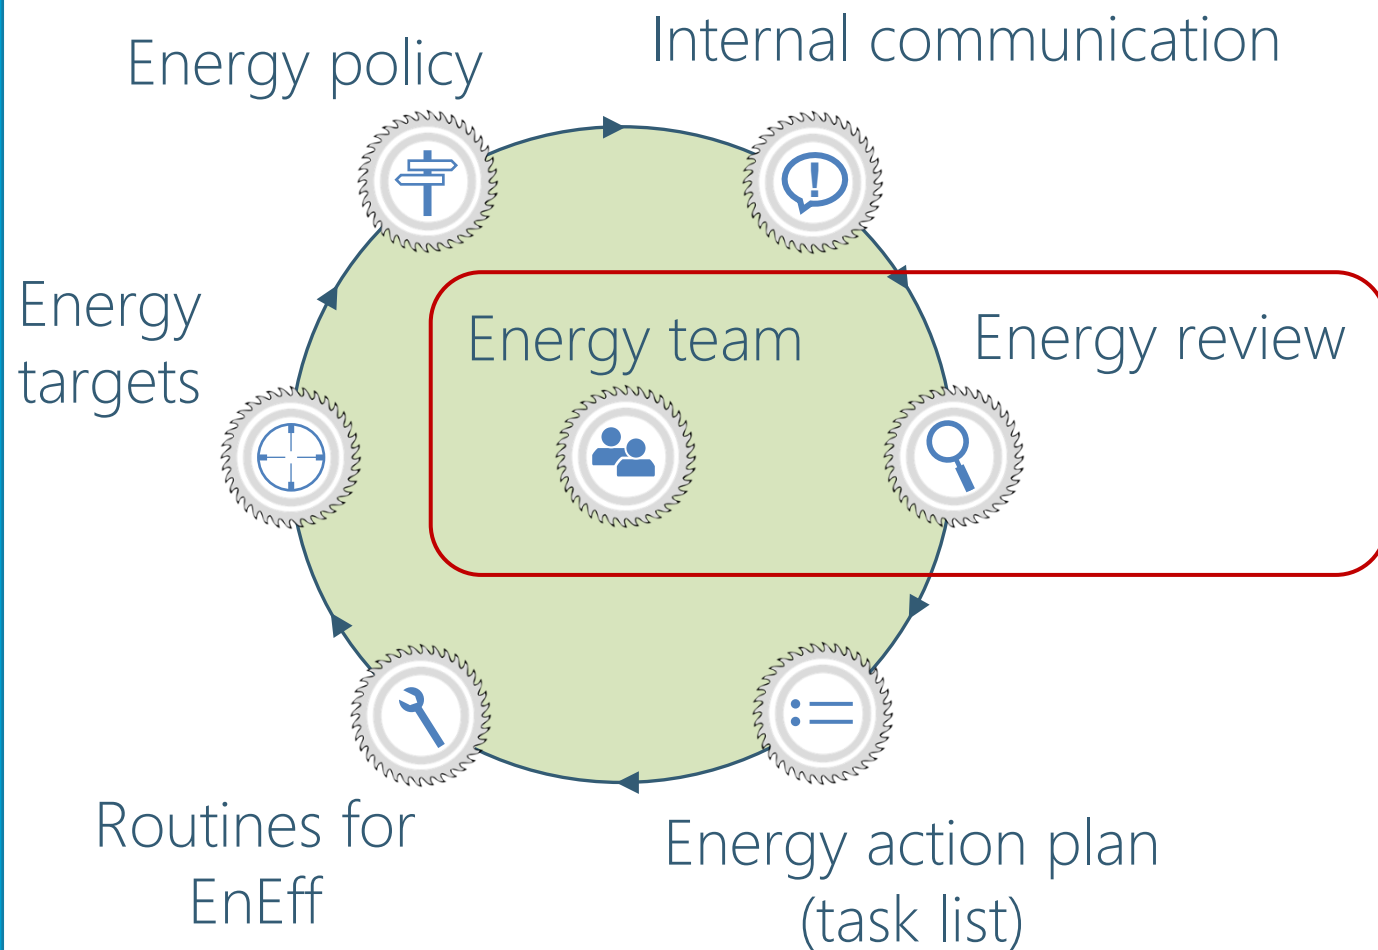 Internal communication
Energy policy
Energy
targets
Energy team
Energy review
Routines for
EnEff
Energy action plan
(task list)